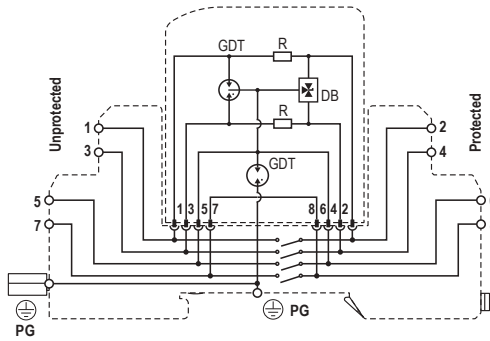 GDT R
DB
R
GDT
Unprotected
Protected
1
3
5
7
2
4
1 3 5 7 8 6 4 2
PG
PG